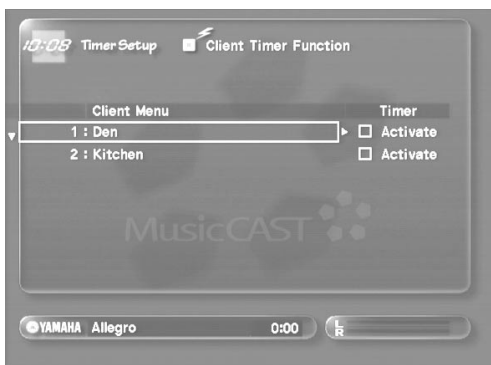 10:08 Timer Setup Client Timer Function
Client Menu Timer
1 : Den Activate
2 : Kitchen Activate
MusicCAST
YAMAHA Allegro 0:00 L
R